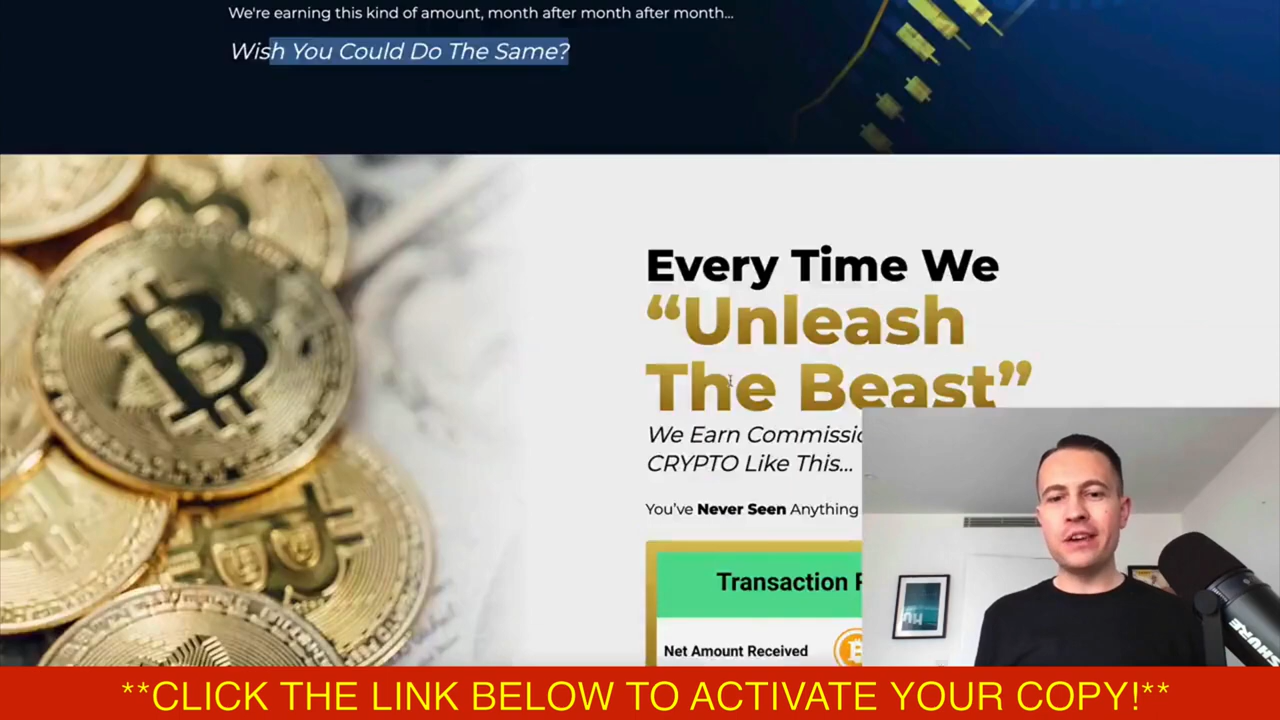 We're earning this kind of amount, month after month after month...
Wish You Could Do The Same?
Every Time We
“Unleash
The Beast”
We Earn Commissio
CRYPTO Like This...
You've Never Seen Anything
Transaction
Net Amount Received
SHURE
**CLICK THE LINK BELOW TO ACTIVATE YOUR COPY!**